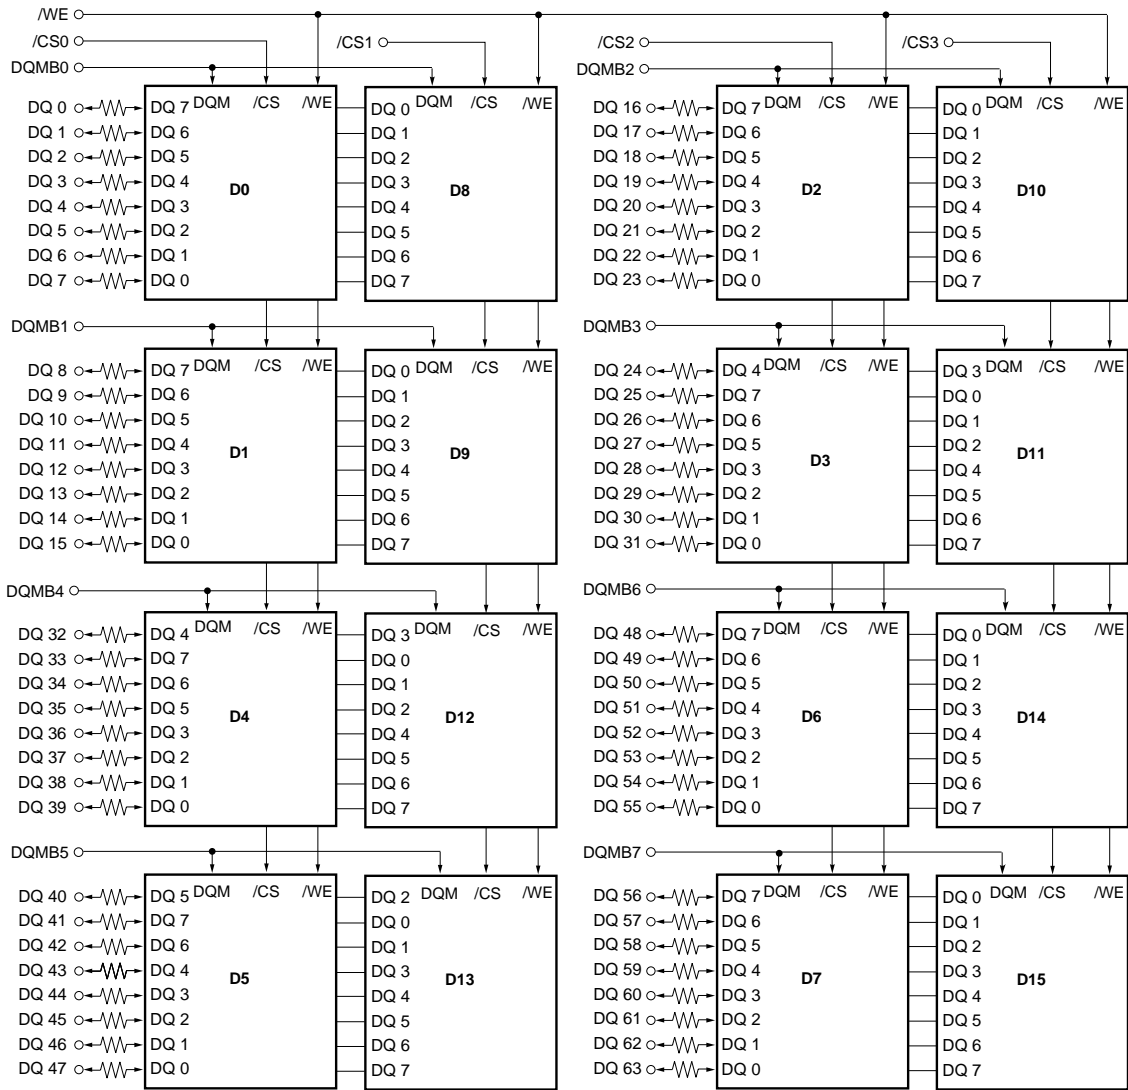 /WE
/CS0 /CS1 /CS2 /CS3
DQMB0 DQMB2
DQM /CS /WE DQM /CS /WE DQM /CS /WE DQM /CS /WE
DQ 0 DQ 7 DQ 0 DQ 16 DQ 7 DQ 0
DQ 1 DQ 6 DQ 1 DQ 17 DQ 6 DQ 1
DQ 2 DQ 5 DQ 2 DQ 18 DQ 5 DQ 2
DQ 3 DQ 4 D0 DQ 3 D8 DQ 19 DQ 4 D2 DQ 3 D10
DQ 4 DQ 3 DQ 4 DQ 20 DQ 3 DQ 4
DQ 5 DQ 2 DQ 5 DQ 21 DQ 2 DQ 5
DQ 6 DQ 1 DQ 6 DQ 22 DQ 1 DQ 6
DQ 7 DQ 0 DQ 7 DQ 23 DQ 0 DQ 7
DQMB1 DQMB3
DQM /CS /WE DQM /CS /WE DQM /CS /WE DQM /CS /WE
DQ 8 DQ 7 DQ 0 DQ 24 DQ 4 DQ 3
DQ 9 DQ 6 DQ 1 DQ 25 DQ 7 DQ 0
DQ 10 DQ 5 DQ 2 DQ 26 DQ 6 DQ 1
DQ 11 DQ 4 D1 DQ 3 D9 DQ 27 DQ 5 D3 DQ 2 D11
DQ 12 DQ 3 DQ 4 DQ 28 DQ 3 DQ 4
DQ 13 DQ 2 DQ 5 DQ 29 DQ 2 DQ 5
DQ 14 DQ 1 DQ 6 DQ 30 DQ 1 DQ 6
DQ 15 DQ 0 DQ 7 DQ 31 DQ 0 DQ 7
DQMB4 DQMB6
DQM /CS /WE DQM /CS /WE DQM /CS /WE DQM /CS /WE
DQ 32 DQ 4 DQ 3 DQ 48 DQ 7 DQ 0
DQ 33 DQ 7 DQ 0 DQ 49 DQ 6 DQ 1
DQ 34 DQ 6 DQ 1 DQ 50 DQ 5 DQ 2
DQ 35 DQ 5 D4 DQ 2 D12 DQ 51 DQ 4 D6 DQ 3 D14
DQ 36 DQ 3 DQ 4 DQ 52 DQ 3 DQ 4
DQ 37 DQ 2 DQ 5 DQ 53 DQ 2 DQ 5
DQ 38 DQ 1 DQ 6 DQ 54 DQ 1 DQ 6
DQ 39 DQ 0 DQ 7 DQ 55 DQ 0 DQ 7
DQMB5 DQMB7
DQM /CS /WE DQM /CS /WE DQM /CS /WE DQM /CS /WE
DQ 40 DQ 5 DQ 2 DQ 56 DQ 7 DQ 0
DQ 41 DQ 7 DQ 0 DQ 57 DQ 6 DQ 1
DQ 42 DQ 6 DQ 1 DQ 58 DQ 5 DQ 2
DQ 43 DQ 4 D5 DQ 3 D13 DQ 59 DQ 4 D7 DQ 3 D15
DQ 44 DQ 3 DQ 4 DQ 60 DQ 3 DQ 4
DQ 45 DQ 2 DQ 5 DQ 61 DQ 2 DQ 5
DQ 46 DQ 1 DQ 6 DQ 62 DQ 1 DQ 6
DQ 47 DQ 0 DQ 7 DQ 63 DQ 0 DQ 7